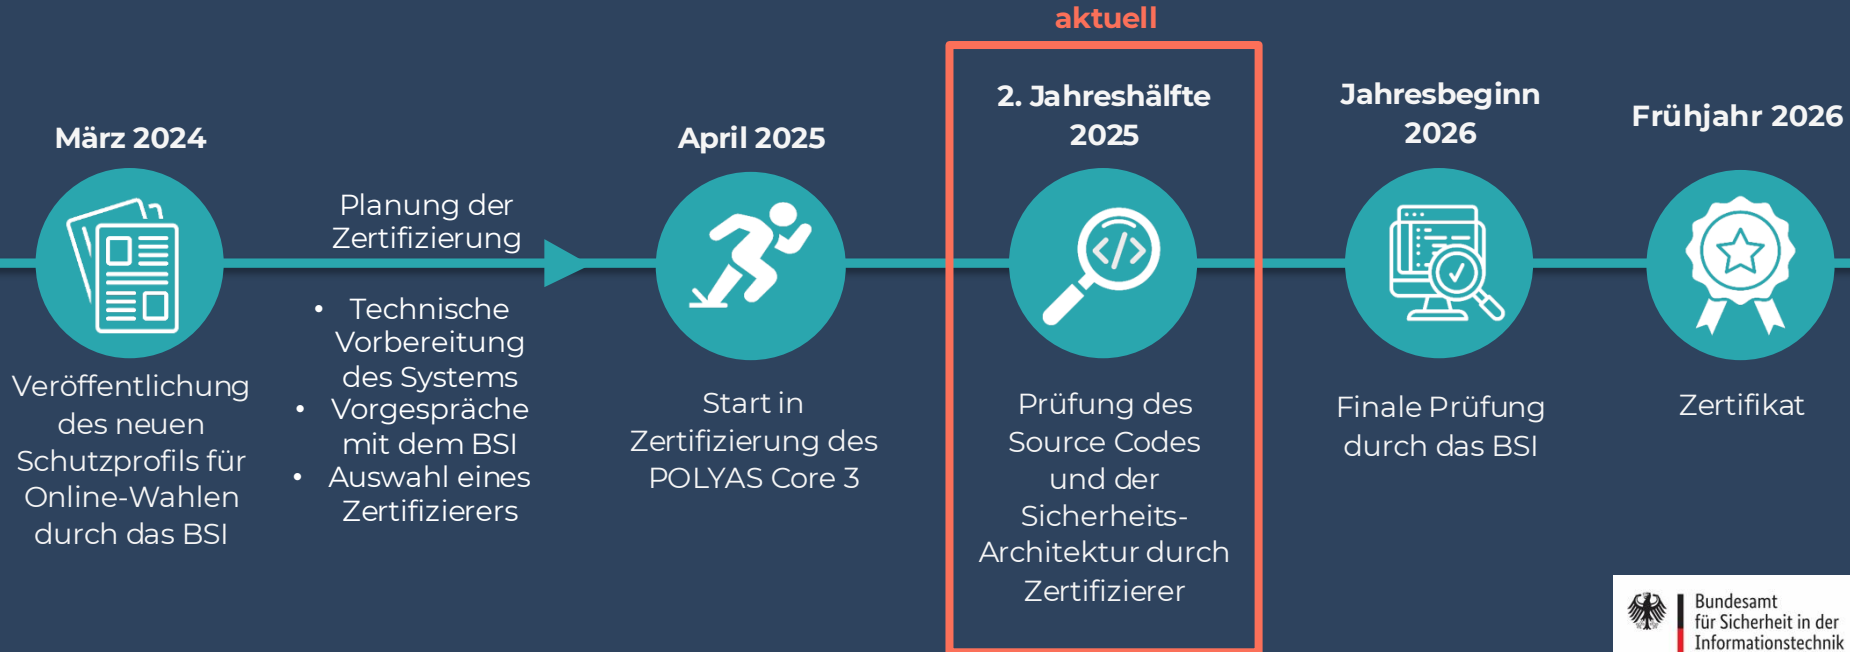 aktuell
März 2024
Veröffentlichung
des neuen
Schutzprofils für
Online-Wahlen
durch das BSI
Planung der
Zertifizierung
• Technische
Vorbereitung
des Systems
• Vorgespräche
mit dem BSI
• Auswahl eines
Zertifizierers
April 2025
Start in
Zertifizierung des
POLYAS Core 3
2. Jahreshälfte
2025
</>
Prüfung des
Source Codes
und der
Sicherheits-
Architektur durch
Zertifizierer
Jahresbeginn
2026
Finale Prüfung
durch das BSI
Frühjahr 2026
Zertifikat
Bundesamt
für Sicherheit in der
Informationstechnik